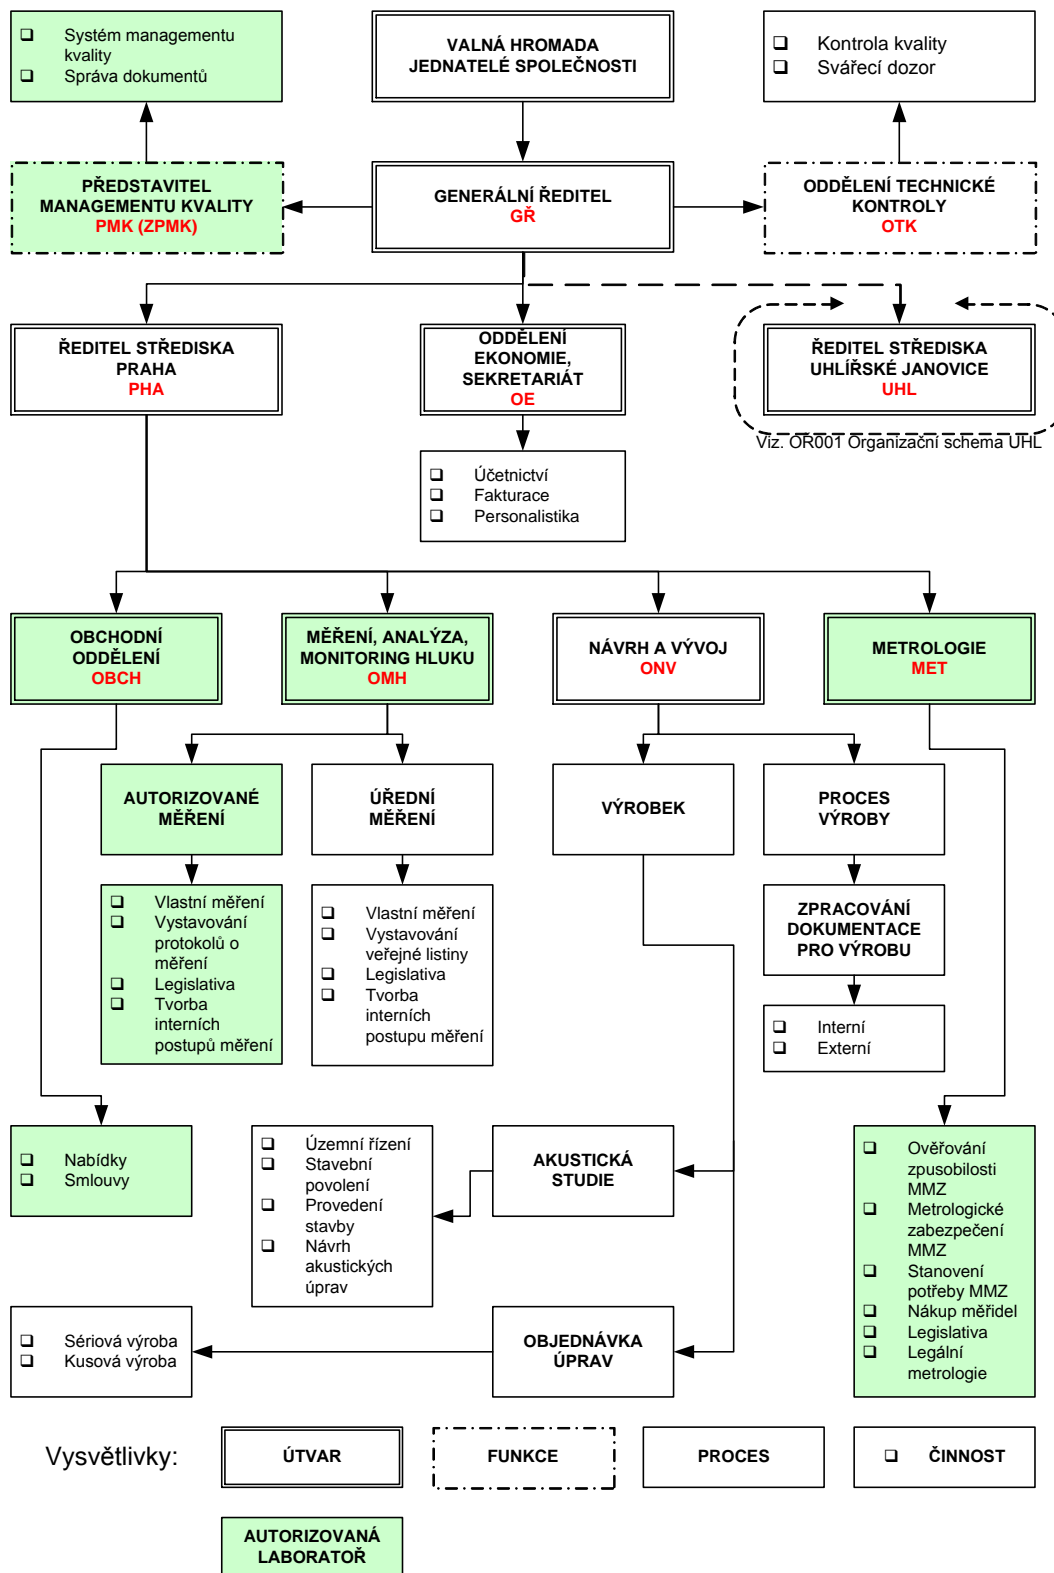 Systém managementu
kvality
Správa dokumentů
VALNÁ HROMADA
JEDNATELÉ SPOLEČNOSTI
Kontrola kvality
Svářecí dozor
PŘEDSTAVITEL
MANAGEMENTU KVALITY
PMK (ZPMK)
GENERÁLNÍ ŘEDITEL
GŘ
ODDĚLENÍ TECHNICKÉ
KONTROLY
OTK
ŘEDITEL STŘEDISKA
PRAHA
PHA
ODDĚLENÍ
EKONOMIE,
SEKRETARIÁT
OE
ŘEDITEL STŘEDISKA
UHLÍŘSKÉ JANOVICE
UHL
Viz. OŘ001 Organizační schema UHL
Účetnictví
Fakturace
Personalistika
OBCHODNÍ
ODDĚLENÍ
OBCH
MĚŘENÍ, ANALÝZA,
MONITORING HLUKU
OMH
NÁVRH A VÝVOJ
ONV
METROLOGIE
MET
AUTORIZOVANÉ
MĚŘENÍ
ÚŘEDNÍ
MĚŘENÍ
VÝROBEK
PROCES
VÝROBY
Vlastní měření
Vystavování
protokolů o
měření
Legislativa
Tvorba
interních
postupů měření
Vlastní měření
Vystavování
veřejné listiny
Legislativa
Tvorba
interních
postupu měření
ZPRACOVÁNÍ
DOKUMENTACE
PRO VÝROBU
Interní
Externí
Nabídky
Smlouvy
Územní řízení
Stavební
povolení
Provedení
stavby
Návrh
akustických
úprav
AKUSTICKÁ
STUDIE
Ověřování
zpusobilosti
MMZ
Metrologické
zabezpečení
MMZ
Stanovení
potřeby MMZ
Nákup měřidel
Legislativa
Legální
metrologie
Sériová výroba
Kusová výroba
OBJEDNÁVKA
ÚPRAV
Vysvětlivky:
ÚTVAR
FUNKCE
PROCES
ČINNOST
AUTORIZOVANÁ
LABORATOŘ